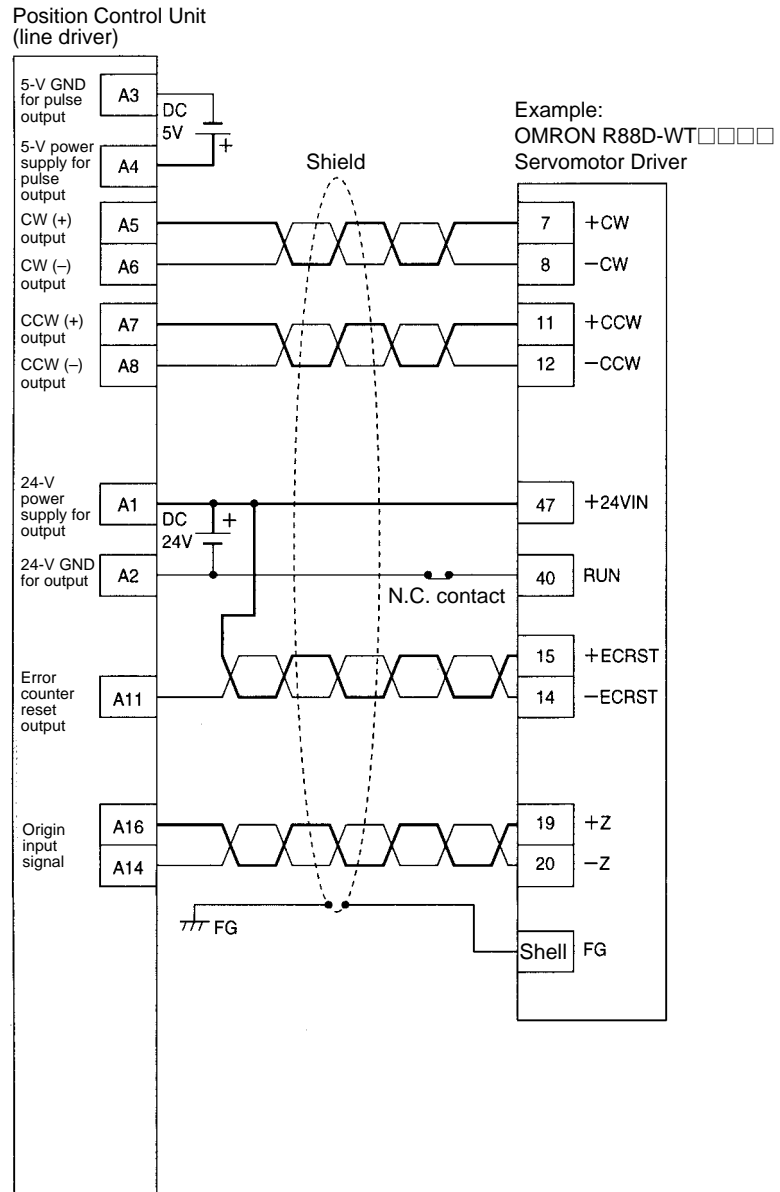 Position Control Unit
(line driver)
5-V GND
for pulse
output
A3
DC
5V
+
5-V power
supply for
pulse
output
A4
Example:
OMRON R88D-WT□□□□
Servomotor Driver
Shield
CW (+)
output
A5
7
+CW
CW (–)
output
A6
8
−CW
CCW (+)
output
A7
11
+CCW
CCW (–)
output
A8
12
−CCW
24-V
power
supply for
output
A1
DC
24V
+
47
+24VIN
24-V GND
for output
A2
N.C. contact
40
RUN
15
+ECRST
Error
counter
reset
output
A11
14
−ECRST
Origin
input
signal
A16
19
+Z
A14
20
−Z
FG
Shell
FG